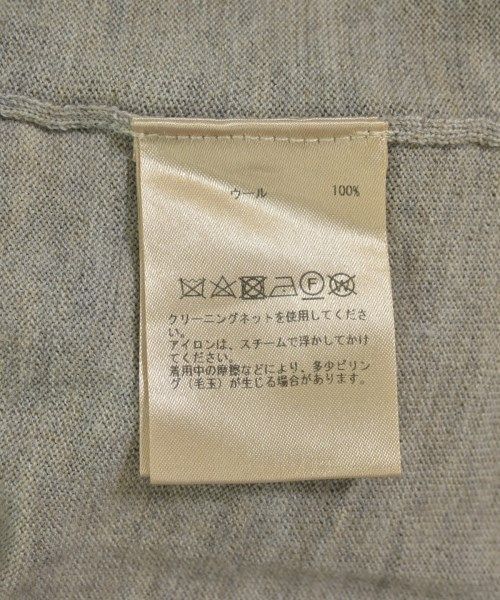 ウール 100%
クリーニングネットを使用してくださ
い。
アイロンは、スチームで浮かしてかけ
てください。
着用中の摩擦などにより、多少ピリン
グ(毛玉)が生じる場合があります。